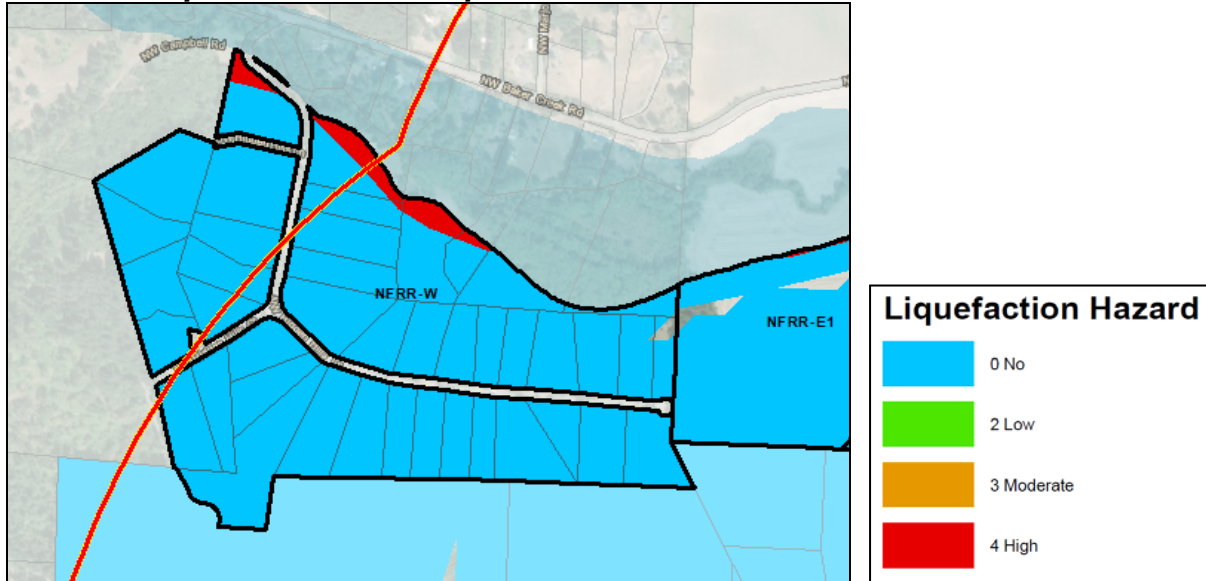 NW Campbell Rd
NW Baker Creek Rd
NFRR-W
NFRR-E1
Liquefaction Hazard
0 No
2 Low
3 Moderate
4 High